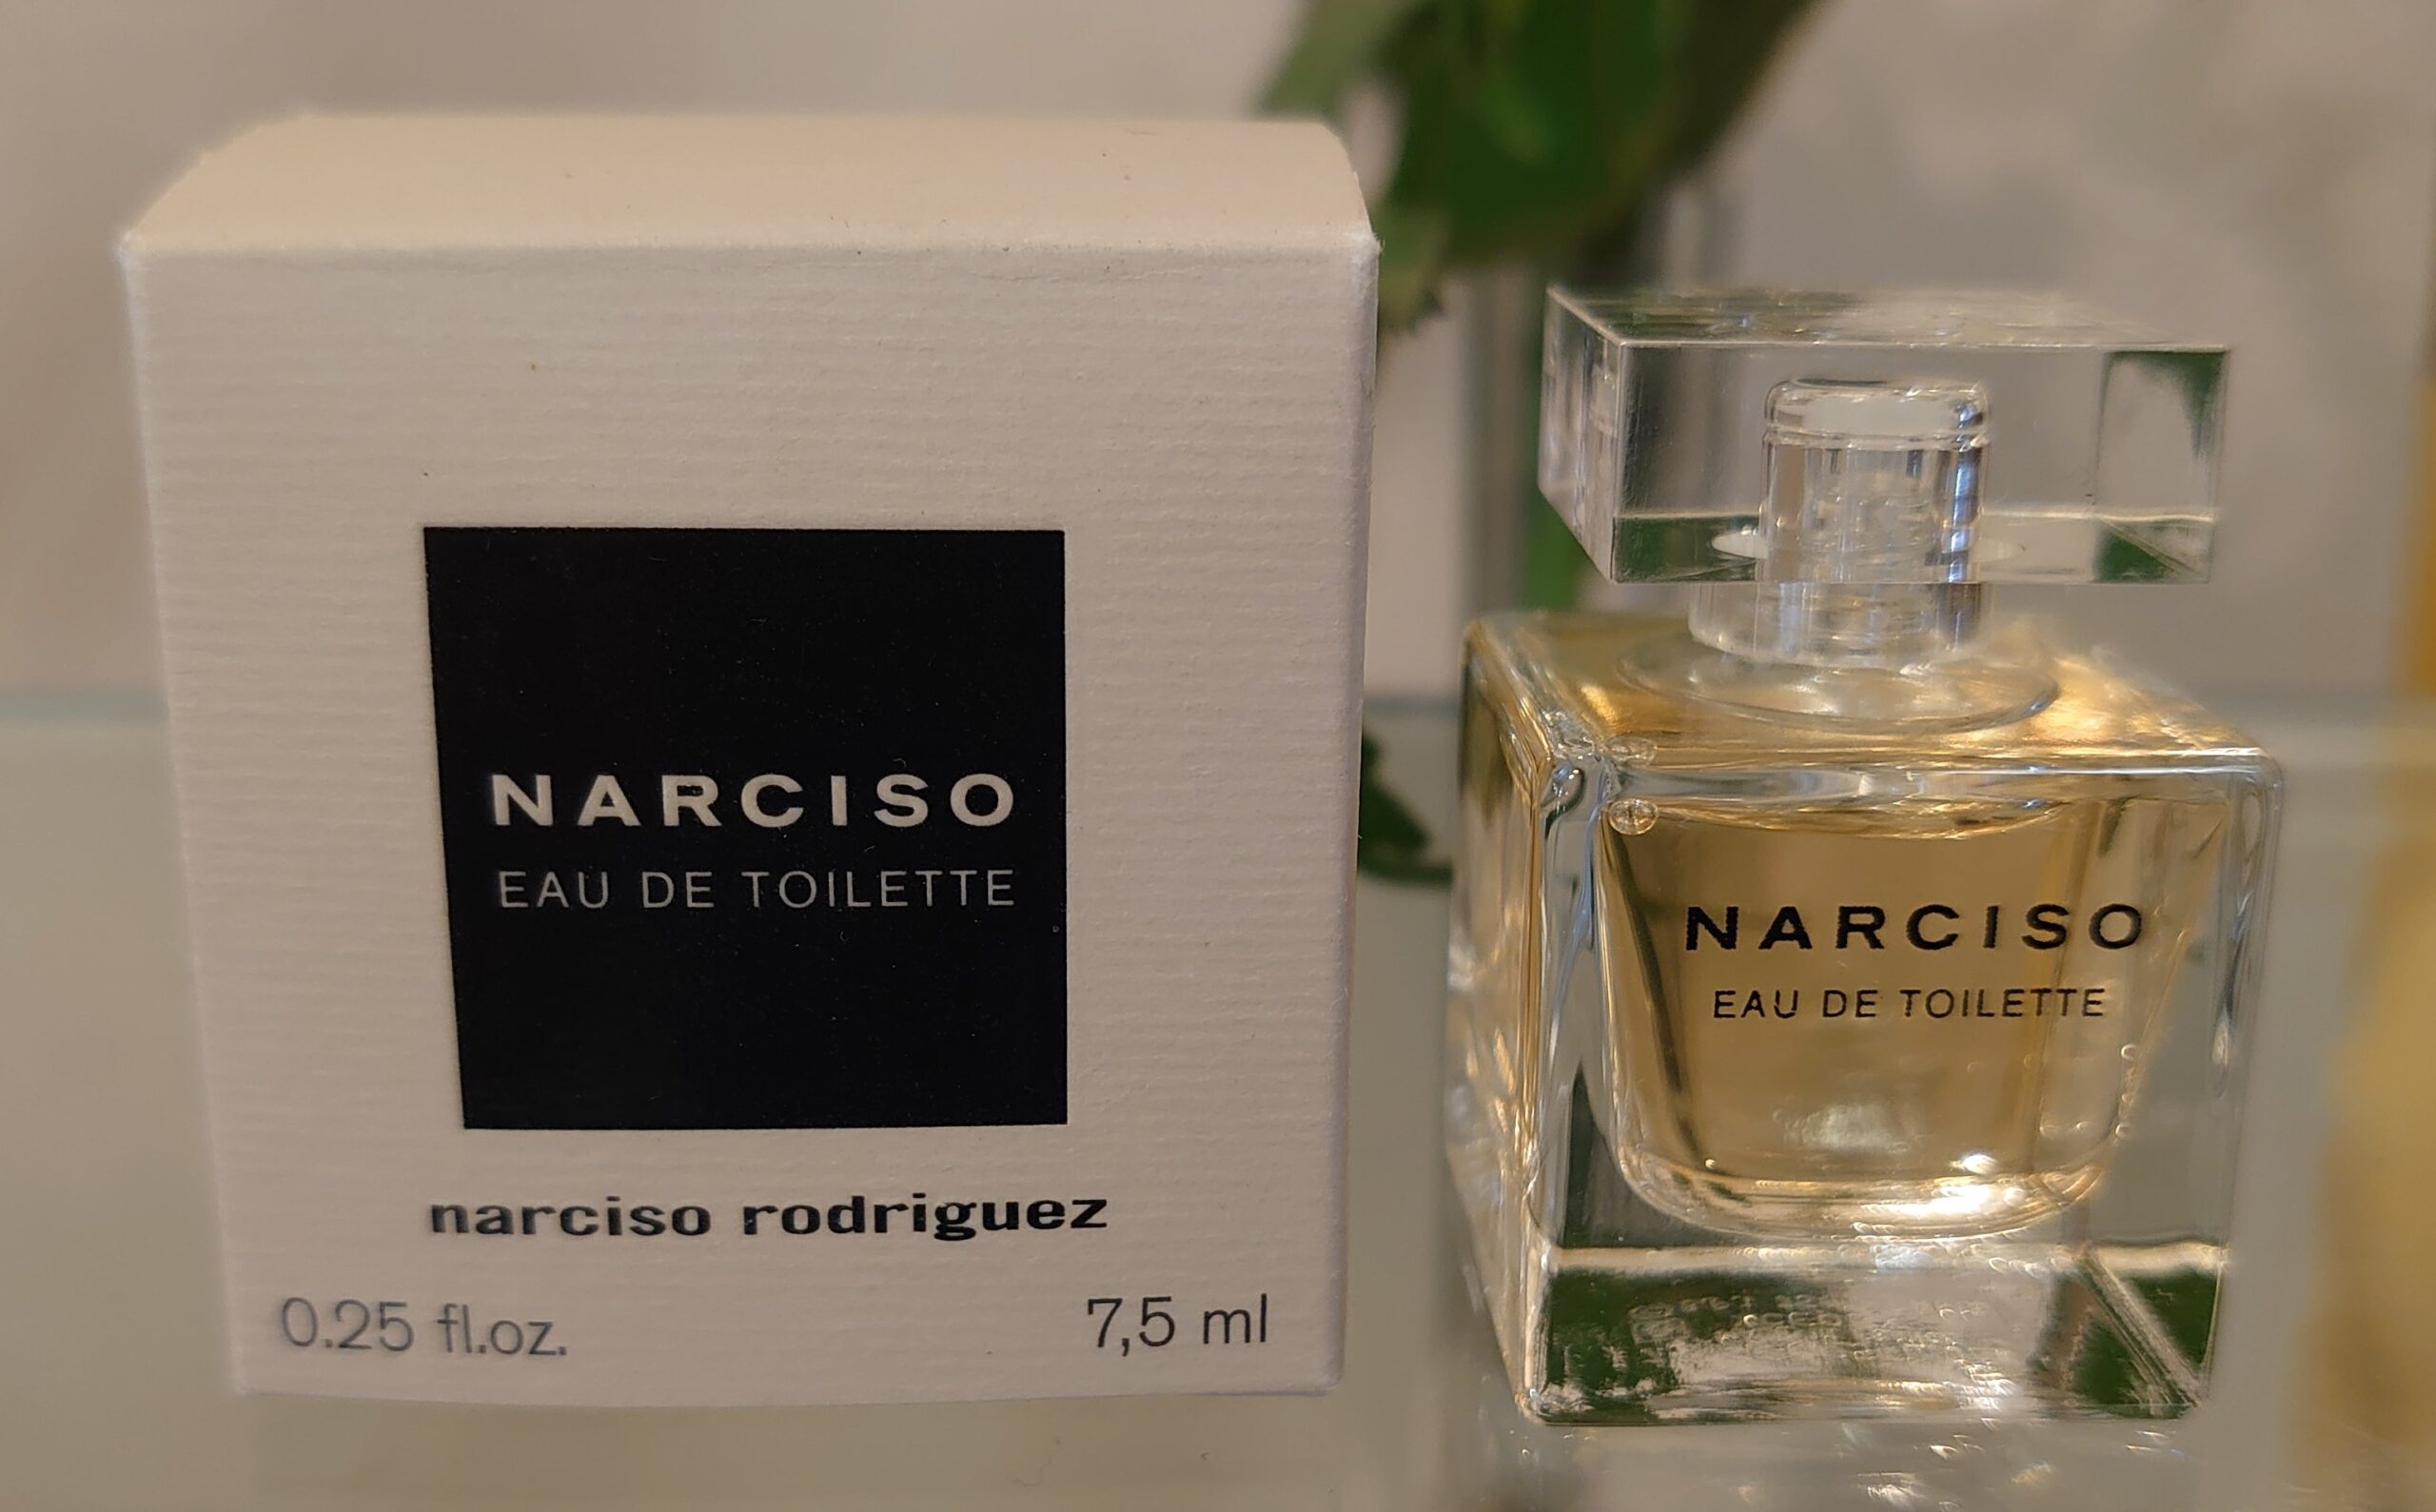 NARCISO
EAU DE TOILETTE
narciso rodriguez
0.25 fl.oz.
7,5 ml
NARCISO
EAU DE TOILETTE